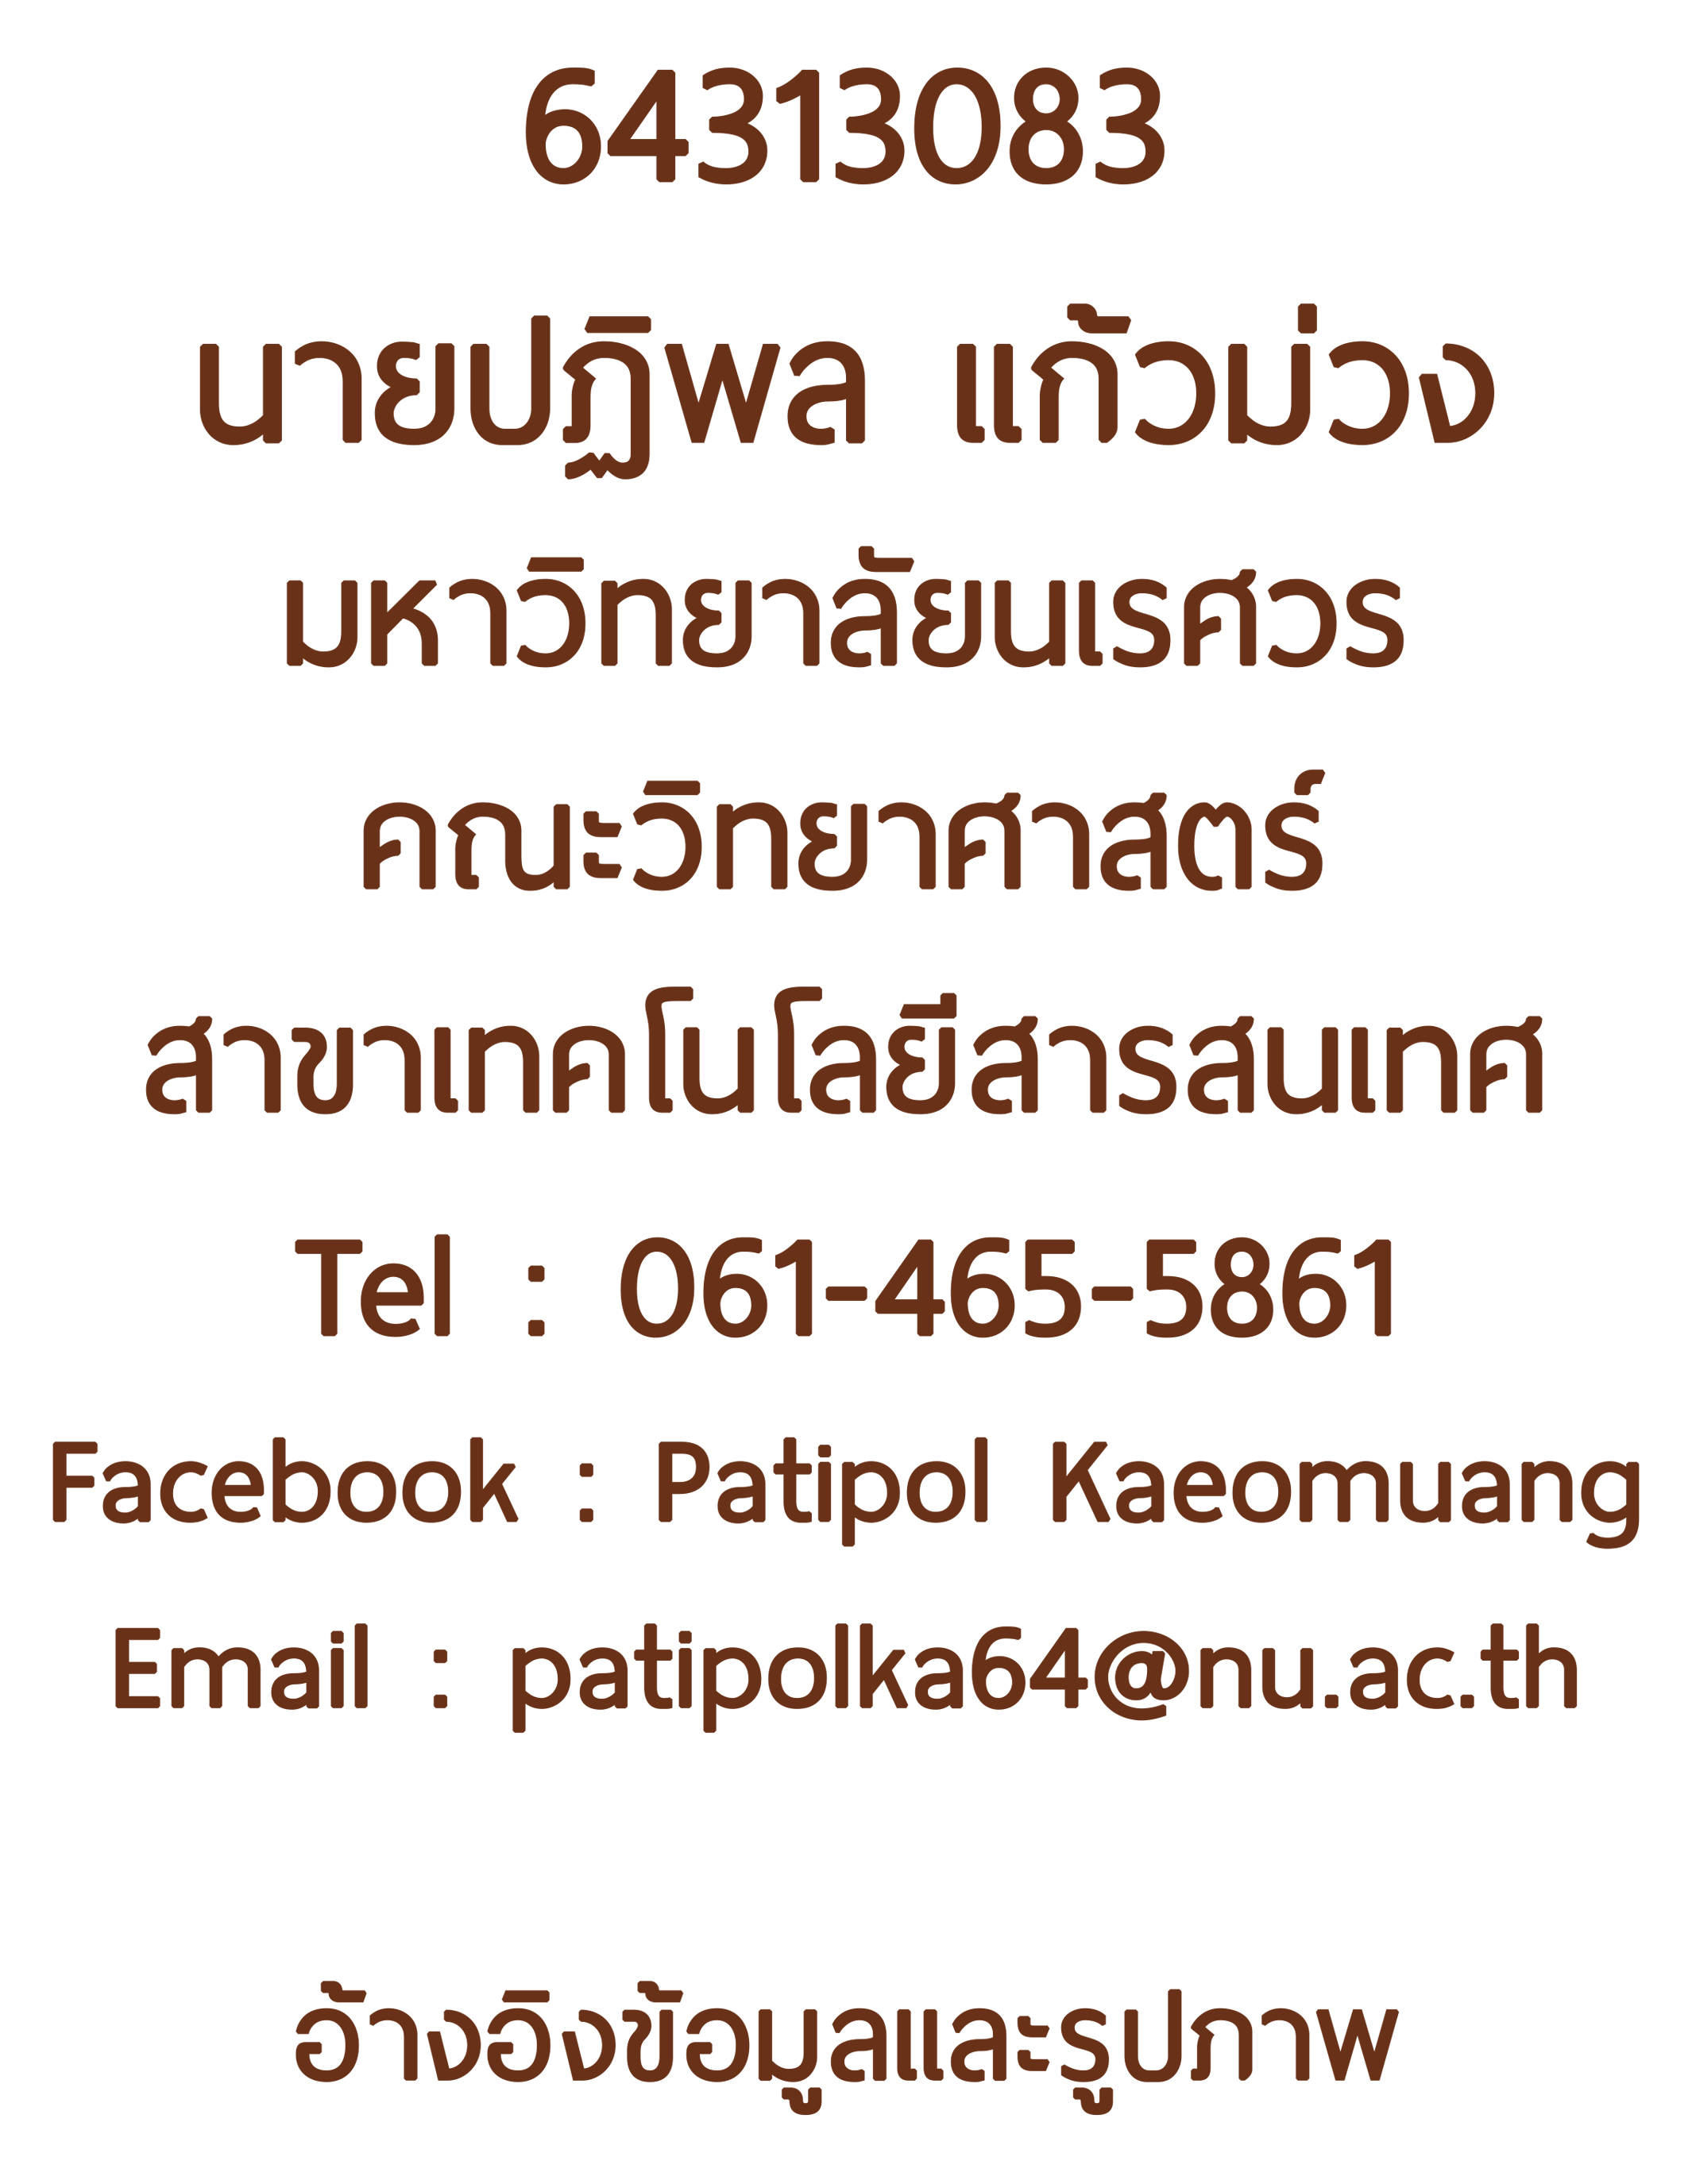 64313083
นายปฏิพล แก้วม่วง
มหาวิทยาลัยนเรศวร
คณะวิทยาศาสตร์
สาขาเทคโนโลยีสารสนเทศ
Tel : 061-465-5861
Facebook : Patipol Keomuang
Email : patipolka64@nu.ac.th
อ้างอิงข้อมูลและรูปภาพ